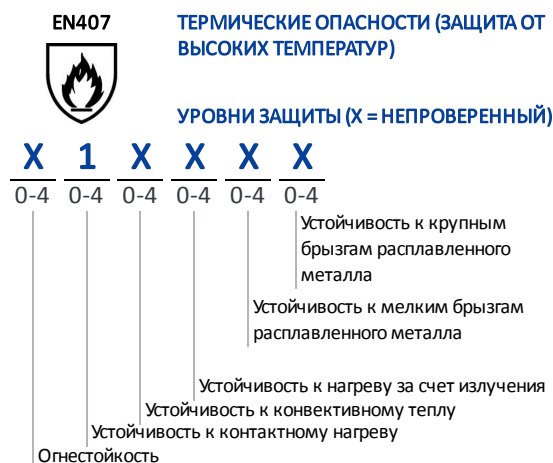 EN407
ТЕРМИЧЕСКИЕ ОПАСНОСТИ (ЗАЩИТА ОТ
ВЫСОКИХ ТЕМПЕРАТУР)
УРОВНИ ЗАЩИТЫ (X = НЕПРОВЕРЕННЫЙ)
X 1 X X X X
0-4 0-4 0-4 0-4 0-4 0-4
Устойчивость к крупным
брызгам расплавленного
металла
Устойчивость к мелким брызгам
расплавленного металла
Устойчивость к нагреву за счет излучения
Устойчивость к конвективному теплу
Устойчивость к контактному нагреву
Огнестойкость